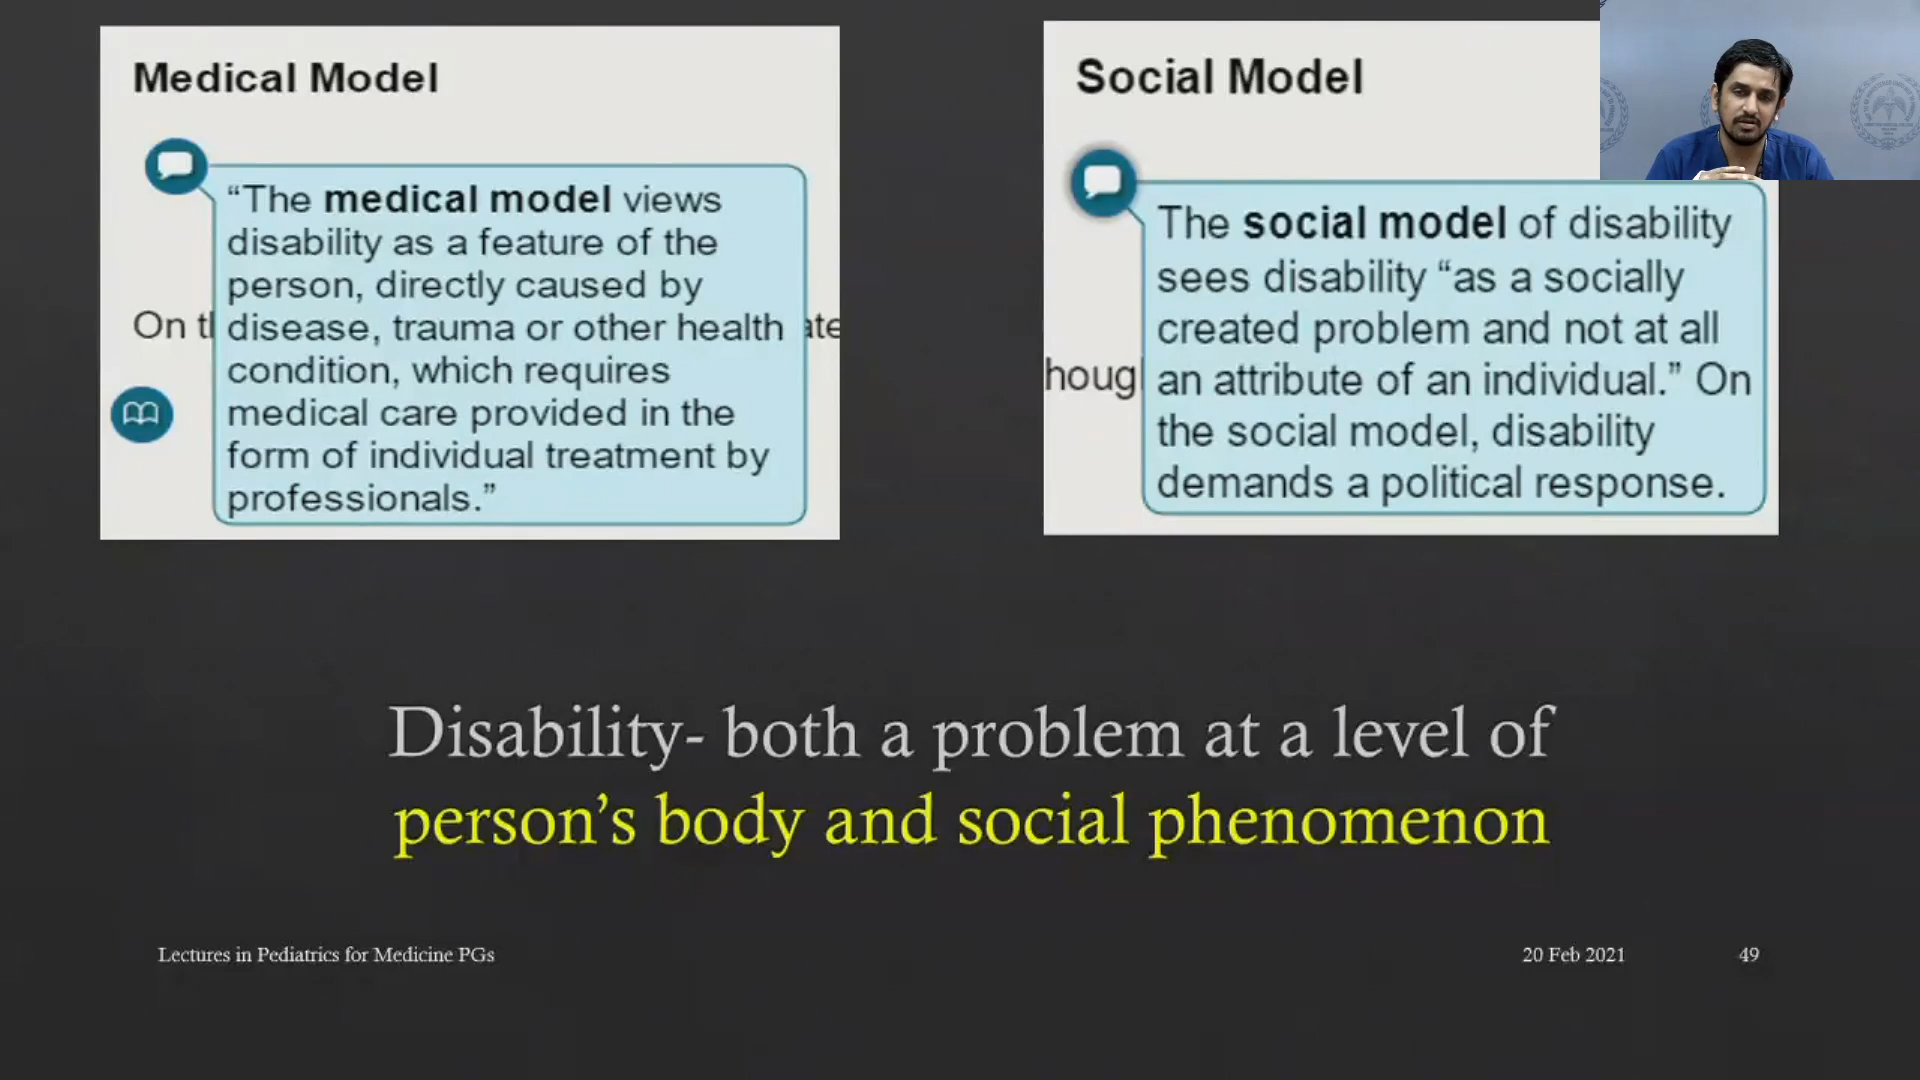 Medical Model
“The medical model views
disability as a feature of the
person, directly caused by
On t
disease, trauma or other health
ate
condition, which requires
medical care provided in the
form of individual treatment by
professionals.”
Social Model
The social model of disability
sees disability “as a socially
created problem and not at all
houg
an attribute of an individual.” On
the social model, disability
demands a political response.
Disability- both a problem at a level of
person’s body and social phenomenon
Lectures in Pediatrics for Medicine PGs
20 Feb 2021
49